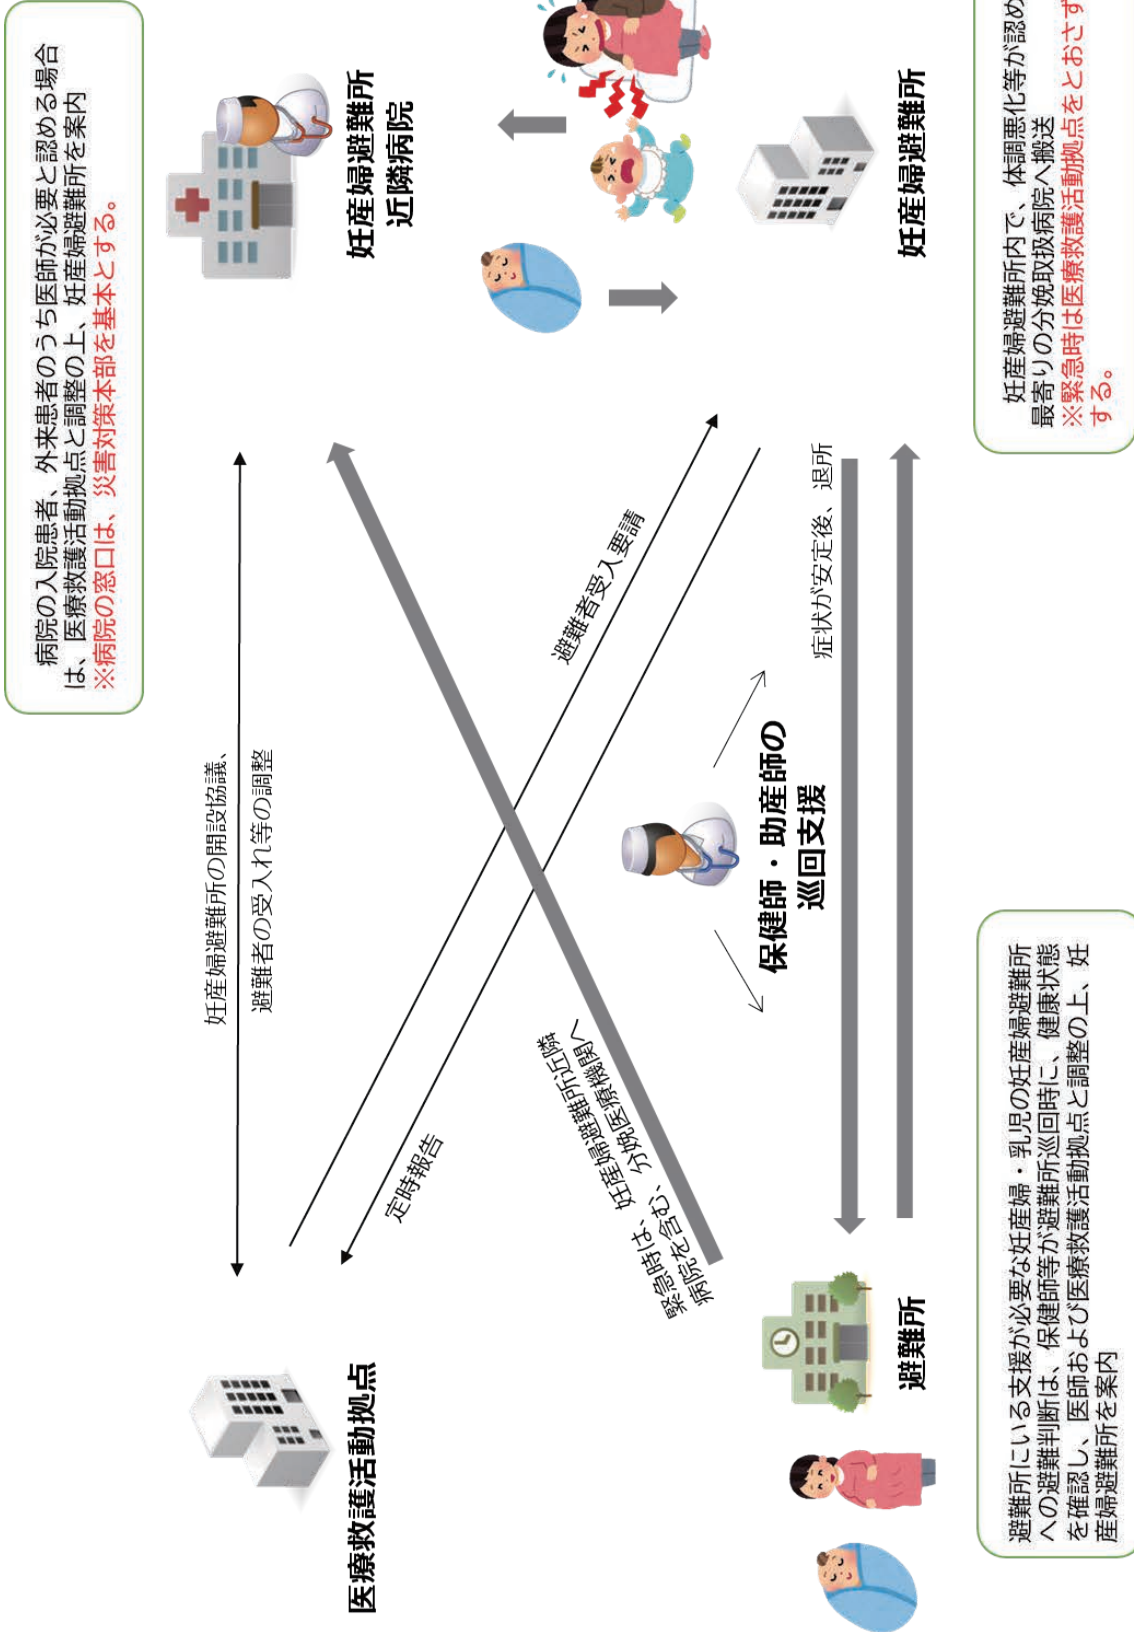 病院の入院患者、外来患者のうち医師が必要と認める場合
は、医療救護活動拠点と調整の上、妊産婦避難所を案内
※病院の窓口は、災害対策本部を基本とする。
妊産婦避難所の開設協議、
避難者の受入れ等の調整
医療救護活動拠点
妊産婦避難所
近隣病院
避難者受入要請
定時報告
緊急時は、妊産婦避難所近隣
病院を含む、分娩医療機関へ
保健師・助産師の
巡回支援
症状が安定後、退所
避難所
妊産婦避難所
避難所にいる支援が必要な妊産婦・乳児の妊産婦避難所
への避難判断は、保健師等が避難所巡回時に、健康状態
を確認し、医師および医療救護活動拠点と調整の上、妊
産婦避難所を案内
妊産婦避難所内で、体調悪化等が認め
最寄りの分娩取扱病院へ搬送
※緊急時は医療救護活動拠点をとおさず
する。